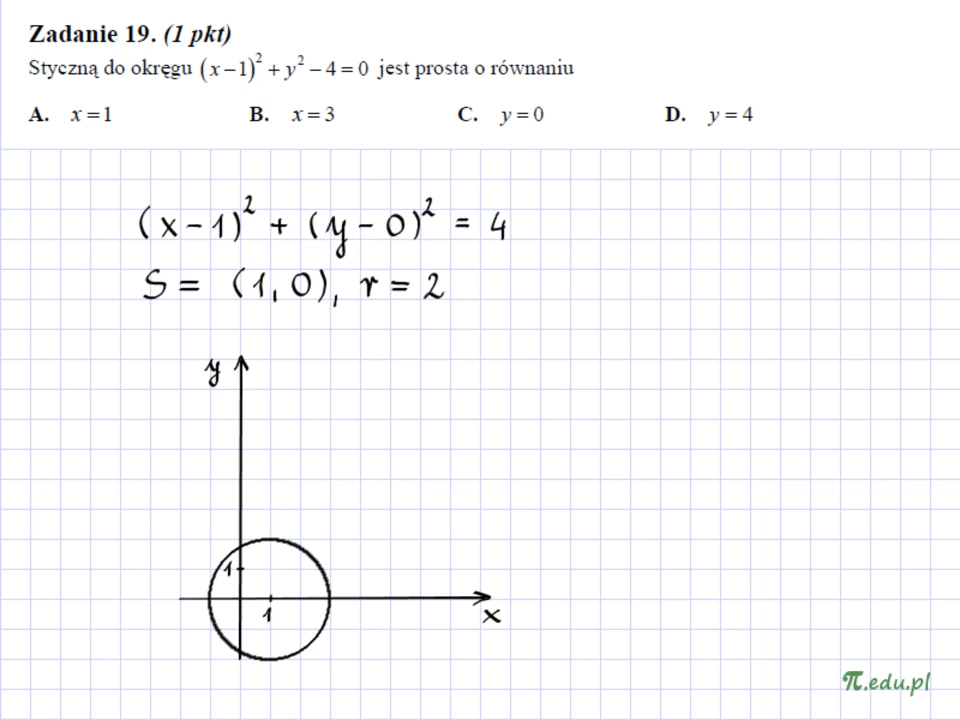 Zadanie 19. (1 pkt)
Styczną do okręgu (x−1)² + y² − 4 = 0 jest prosta o równaniu
A. x = 1 B. x = 3 C. y = 0 D. y = 4
(x − 1)² + (y − 0)² = 4
S = (1, 0), r = 2
y
1
1
x
π.edu.pl